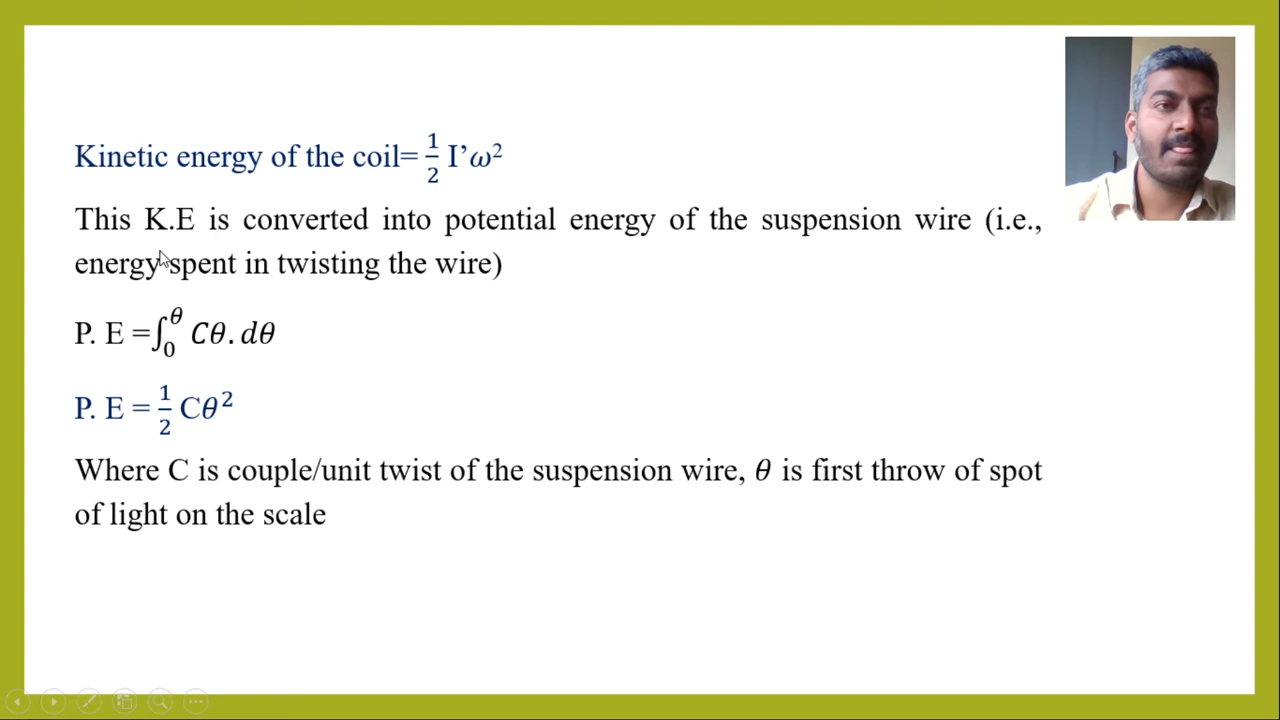 Kinetic energy of the coil= 1/2 I’ω²
This K.E is converted into potential energy of the suspension wire (i.e.,
energy spent in twisting the wire)
P. E =∫₀^θ Cθ. dθ
P. E = 1/2 Cθ²
Where C is couple/unit twist of the suspension wire, θ is first throw of spot
of light on the scale